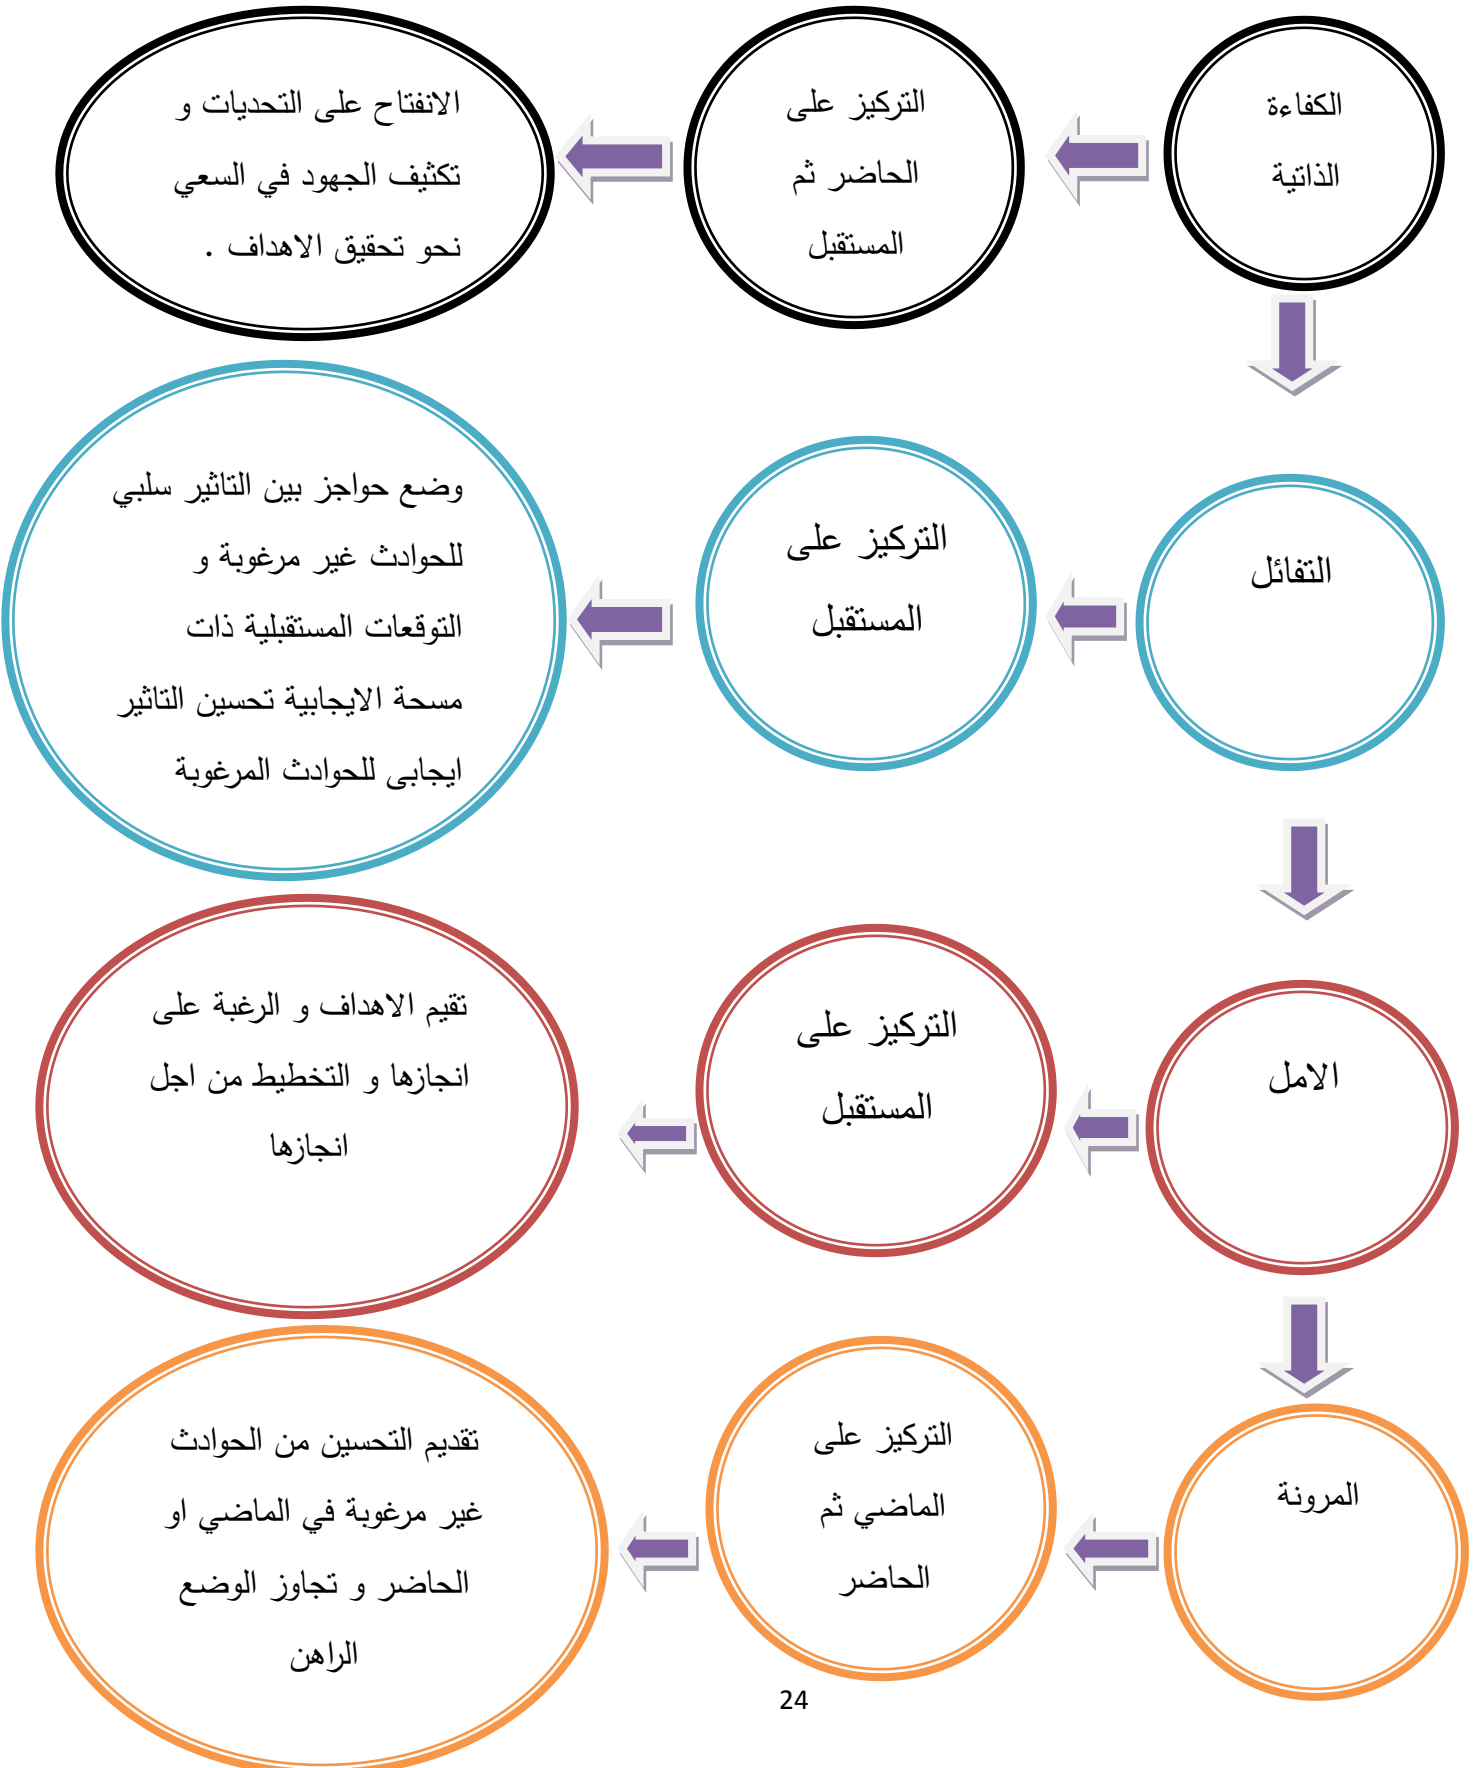 الكفاءة
الذاتية
التركيز على
الحاضر ثم
المستقبل
الانفتاح على التحديات و
تكثيف الجهود في السعي
نحو تحقيق الاهداف .
التفائل
التركيز على
المستقبل
وضع حواجز بين التاثير سلبي
للحوادث غير مرغوبة و
التوقعات المستقبلية ذات
مسحة الايجابية تحسين التاثير
ايجابى للحوادث المرغوبة
الامل
التركيز على
المستقبل
تقيم الاهداف و الرغبة على
انجازها و التخطيط من اجل
انجازها
المرونة
التركيز على
الماضي ثم
الحاضر
تقديم التحسين من الحوادث
غير مرغوبة في الماضي او
الحاضر و تجاوز الوضع
الراهن
24